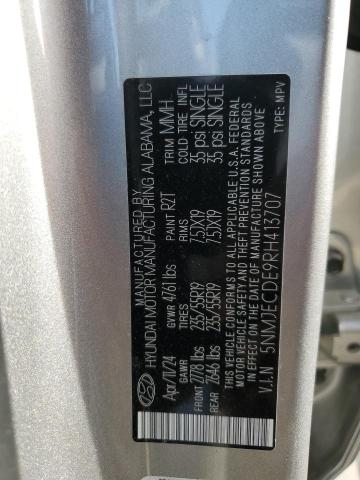 MANUFACTURED BY
HYUNDAI MOTOR MANUFACTURING ALABAMA, LLC
Apr/17/24 GVWR 4761 lbs PAINT R2T TRIM MMH
TIRES RIMS COLD TIRE INFL
FRONT 2778 lbs 235/55R19 7.5JX19 35 psi SINGLE
REAR 2646 lbs 235/55R19 7.5JX19 35 psi SINGLE
THIS VEHICLE CONFORMS TO ALL APPLICABLE U.S.A. FEDERAL
MOTOR VEHICLE SAFETY, BUMPER, AND THEFT PREVENTION
STANDARDS IN EFFECT ON THE DATE OF MANUFACTURE SHOWN ABOVE
V.I.N 5NMJECDE9RH413707 TYPE: MPV